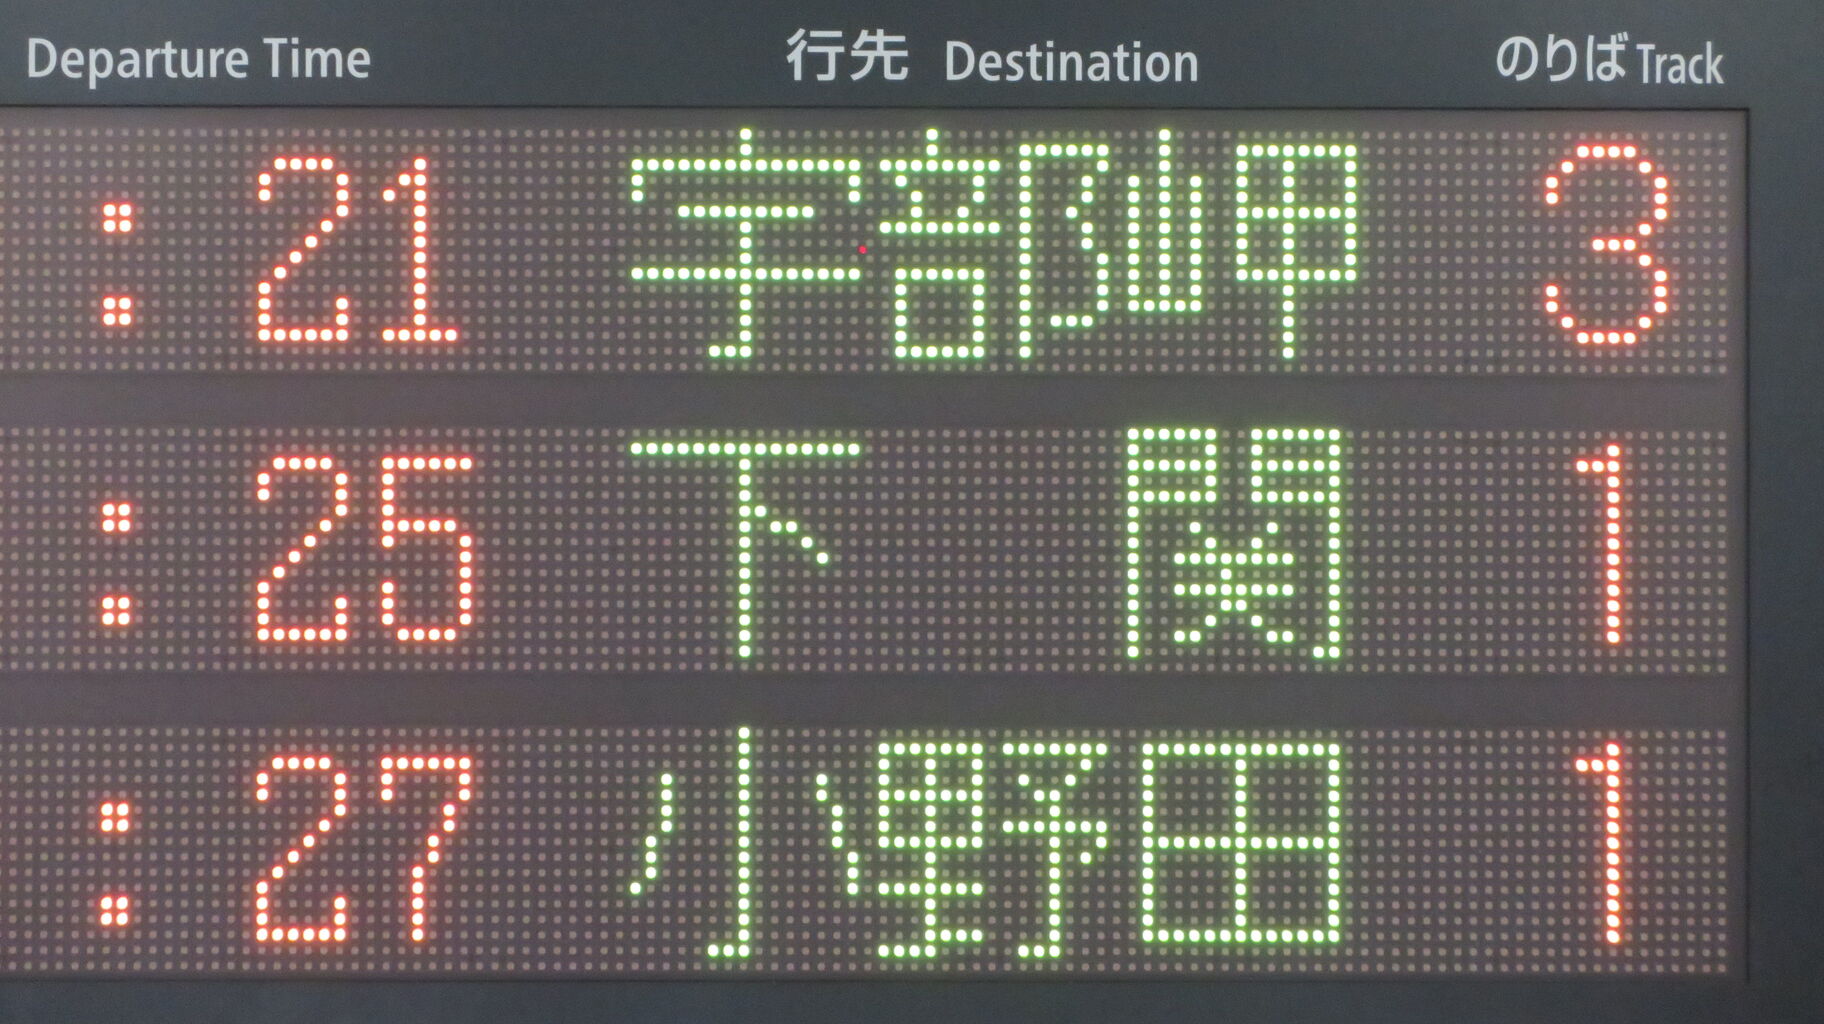 Departure Time 行先 Destination のりば Track
:21 宇部岬 3
:25 下関 1
:27 小野田 1